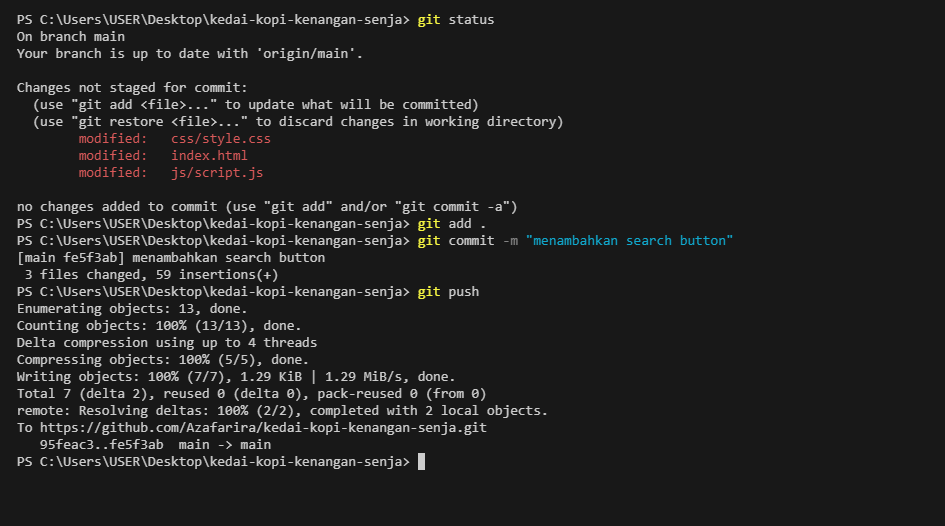 PS C:\Users\USER\Desktop\kedai-kopi-kenangan-senja> git status
On branch main
Your branch is up to date with 'origin/main'.
Changes not staged for commit:
(use "git add <file>..." to update what will be committed)
(use "git restore <file>..." to discard changes in working directory)
modified:   css/style.css
modified:   index.html
modified:   js/script.js
no changes added to commit (use "git add" and/or "git commit -a")
PS C:\Users\USER\Desktop\kedai-kopi-kenangan-senja> git add .
PS C:\Users\USER\Desktop\kedai-kopi-kenangan-senja> git commit -m "menambahkan search button"
[main fe5f3ab] menambahkan search button
3 files changed, 59 insertions(+)
PS C:\Users\USER\Desktop\kedai-kopi-kenangan-senja> git push
Enumerating objects: 13, done.
Counting objects: 100% (13/13), done.
Delta compression using up to 4 threads
Compressing objects: 100% (5/5), done.
Writing objects: 100% (7/7), 1.29 KiB | 1.29 MiB/s, done.
Total 7 (delta 2), reused 0 (delta 0), pack-reused 0 (from 0)
remote: Resolving deltas: 100% (2/2), completed with 2 local objects.
To https://github.com/Azafarira/kedai-kopi-kenangan-senja.git
95feac3..fe5f3ab  main -> main
PS C:\Users\USER\Desktop\kedai-kopi-kenangan-senja>